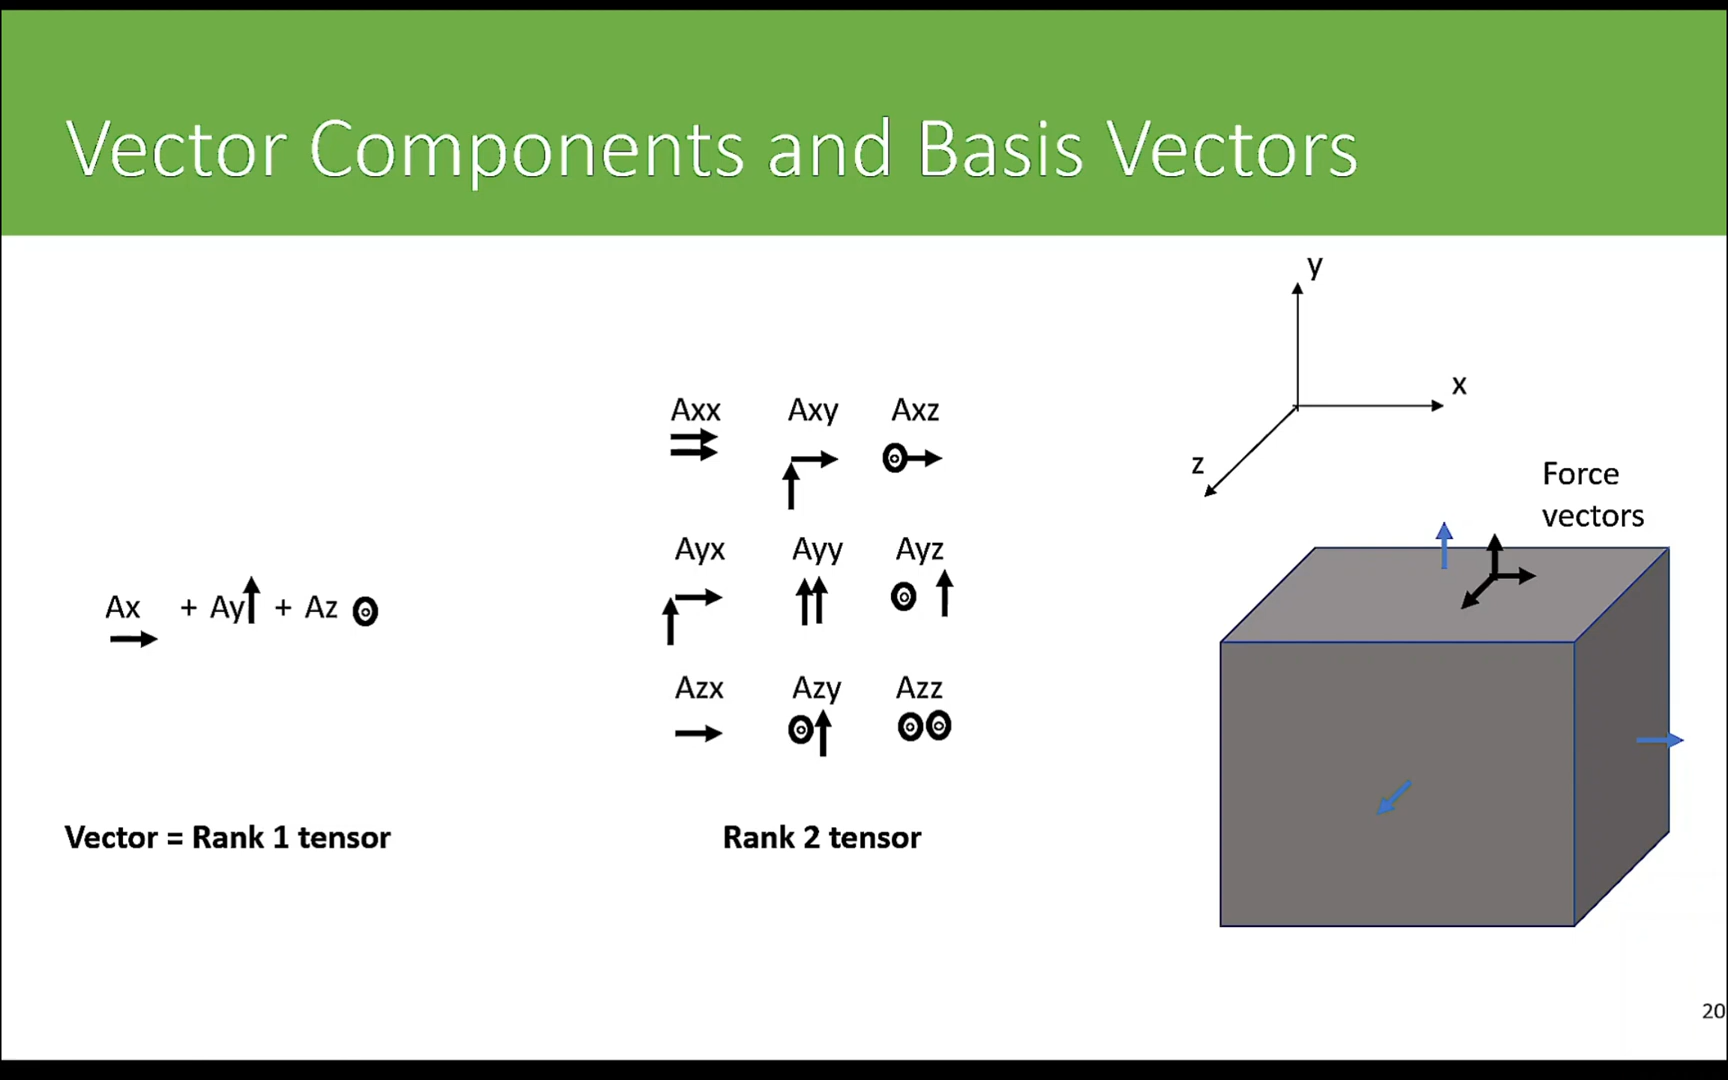 Vector Components and Basis Vectors
y
x
z
Force
vectors
Axx Axy Axz
Ayx Ayy Ayz
Ax + Ay + Az
Azx Azy Azz
Vector = Rank 1 tensor
Rank 2 tensor
20